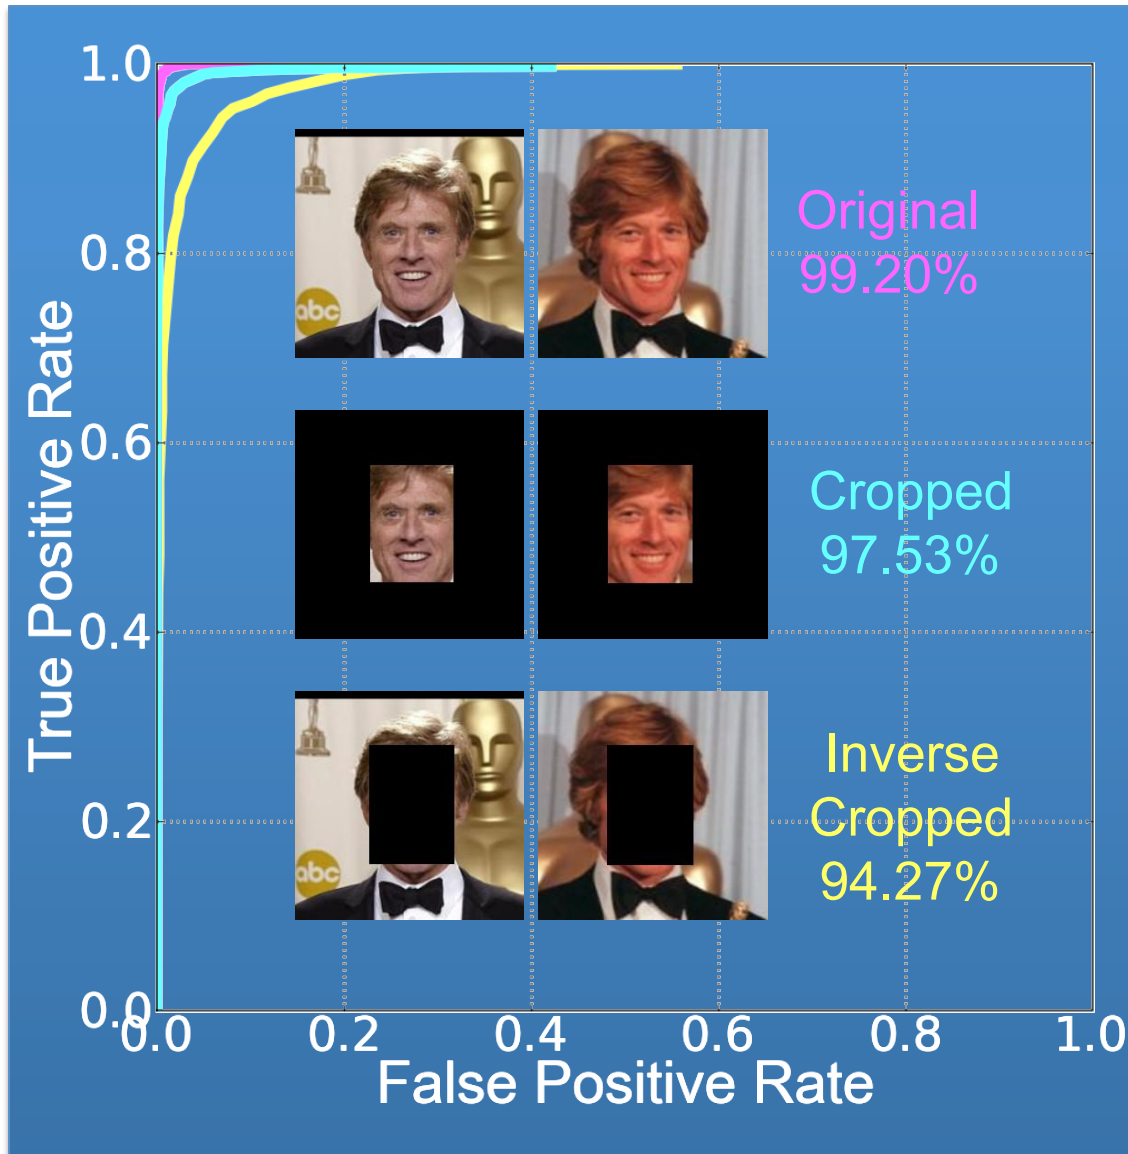 1.0
0.8
0.6
0.4
0.2
0.0
True Positive Rate
abc
Original
99.20%
Cropped
97.53%
abc
Inverse
Cropped
94.27%
0.0 0.2 0.4 0.6 0.8 1.0
False Positive Rate